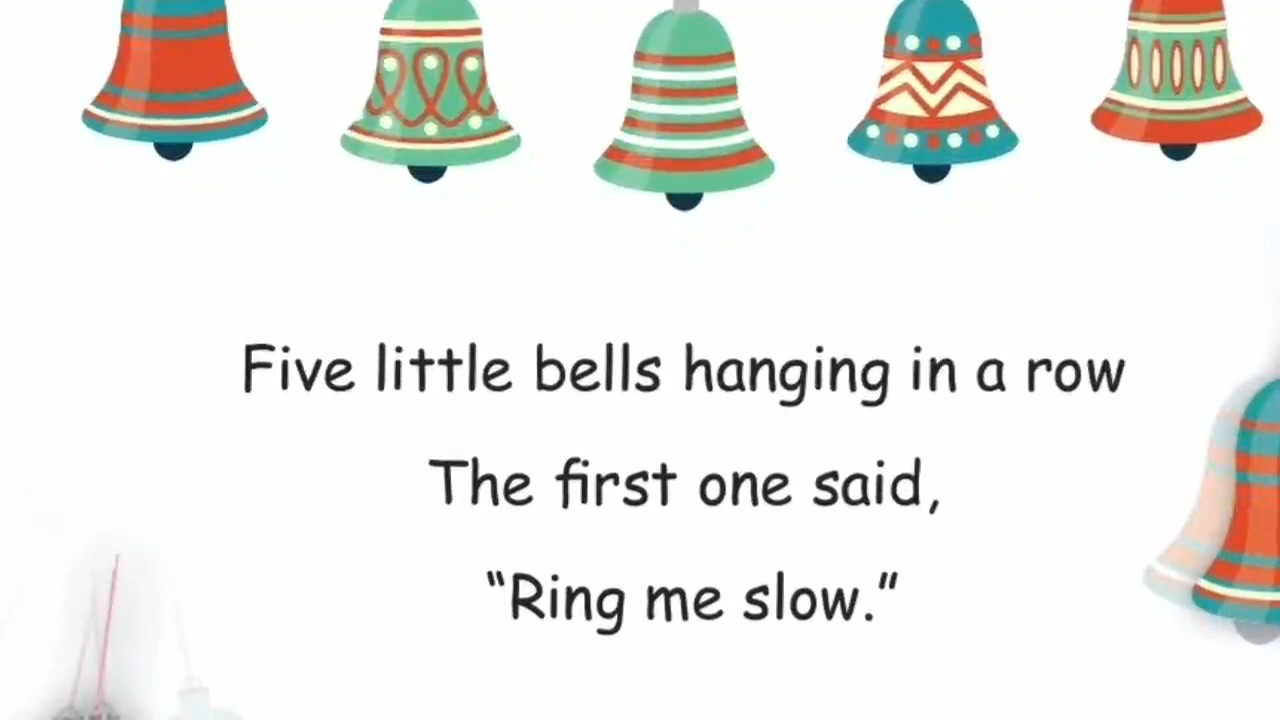 Five little bells hanging in a row
The first one said,
“Ring me slow.”